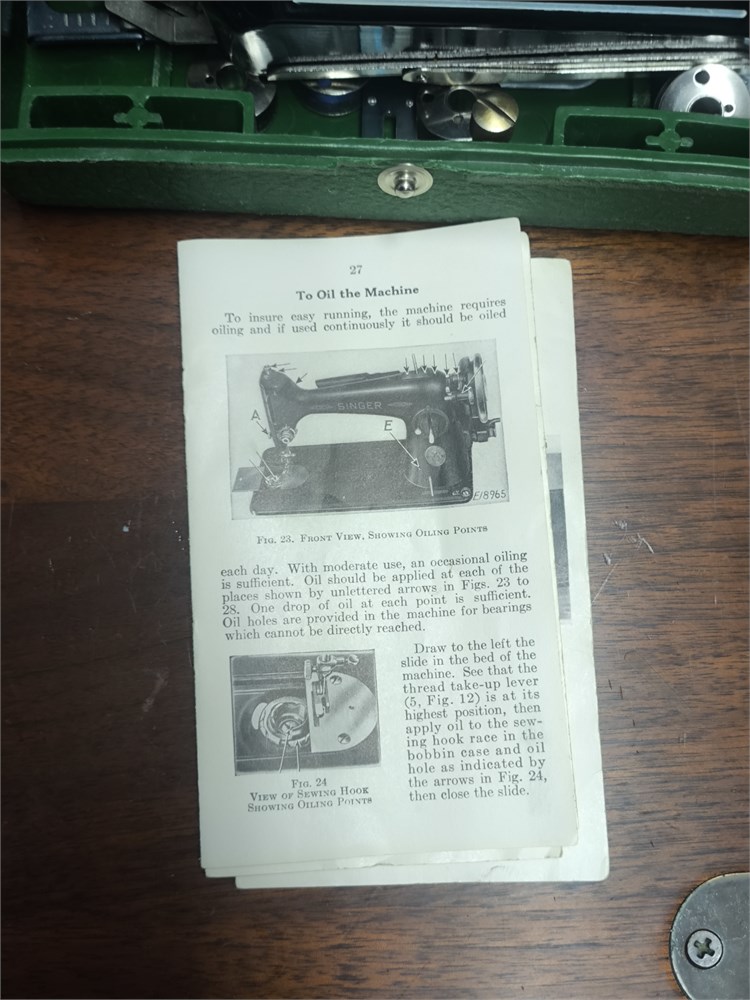 27
To Oil the Machine
To insure easy running, the machine requires
oiling and if used continuously it should be oiled
SINGER
A
E
E18965
FIG. 23. FRONT VIEW, SHOWING OILING POINTS
each day. With moderate use, an occasional oiling
is sufficient. Oil should be applied at each of the
places shown by unlettered arrows in Figs. 23 to
28. One drop of oil at each point is sufficient.
Oil holes are provided in the machine for bearings
which cannot be directly reached.
FIG. 24
VIEW OF SEWING HOOK
SHOWING OILING POINTS
Draw to the left the
slide in the bed of the
machine. See that the
thread take-up lever
(5, Fig. 12) is at its
highest position, then
apply oil to the sew-
ing hook race in the
bobbin case and oil
hole as indicated by
the arrows in Fig. 24,
then close the slide.